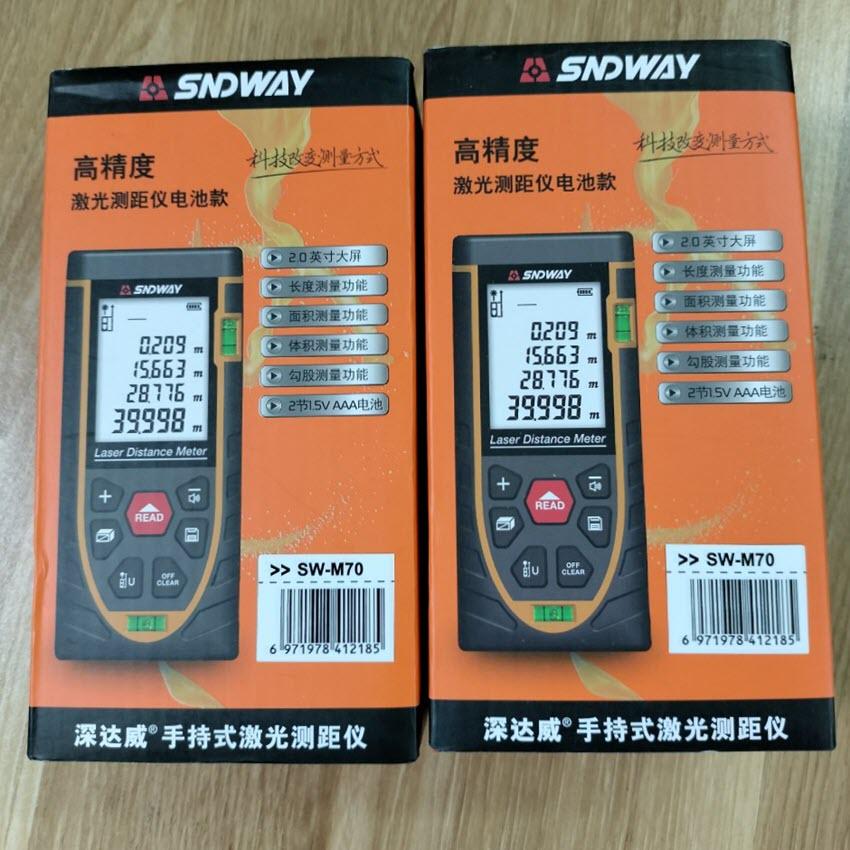 SNDWAY
高精度
科技改变测量方式
激光测距仪电池款
2.0英寸大屏
长度测量功能
面积测量功能
体积测量功能
勾股测量功能
2节1.5V AAA电池
SNDWAY
0.209 m
15.663 m
28.776 m
39.998 m
Laser Distance Meter
READ
U
OFF
CLEAR
>> SW-M70
6 971978 412185
深达威® 手持式激光测距仪
SNDWAY
高精度
科技改变测量方式
激光测距仪电池款
2.0英寸大屏
长度测量功能
面积测量功能
体积测量功能
勾股测量功能
2节1.5V AAA电池
SNDWAY
0.209 m
15.663 m
28.776 m
39.998 m
Laser Distance Meter
READ
U
OFF
CLEAR
>> SW-M70
6 971978 412185
深达威® 手持式激光测距仪